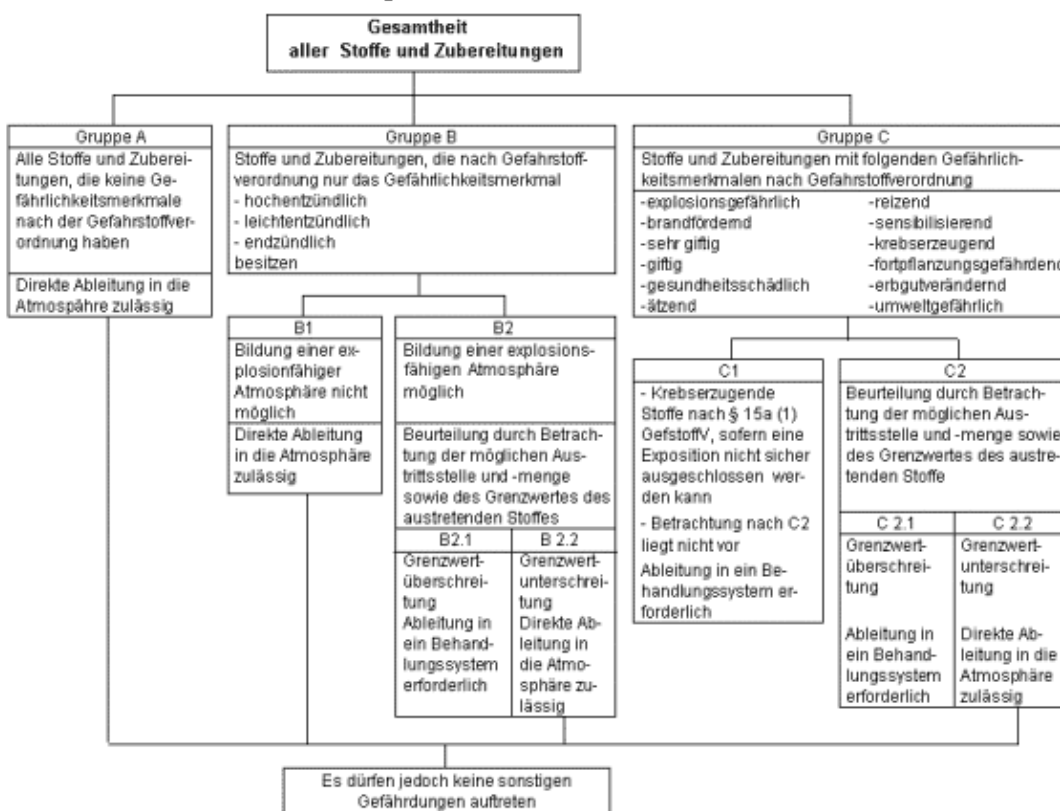 Gesamtheit
aller Stoffe und Zubereitungen
Gruppe A
Alle Stoffe und Zuberei-
tungen, die keine Ge-
fährlichkeitsmerkmale
nach der Gefahrstoffver-
ordnung haben
Direkte Ableitung in die
Atmospähre zulässig
Gruppe B
Stoffe und Zubereitungen, die nach Gefahrstoff-
verordnung nur das Gefährlichkeitsmerkmal
- hochentzündlich
- leichtentzündlich
- endzündlich
besitzen
B1
Bildung einer ex-
plosionfähiger
Atmosphäre nicht
möglich
Direkte Ableitung
in die Atmosphäre
zulässig
B2
Bildung einer explosions-
fähigen Atmosphäre
möglich
Beurteilung durch Betrach-
tung der möglichen Aus-
trittsstelle und -menge
sowie des Grenzwertes des
austretenden Stoffes
B2.1
Grenzwert-
überschrei-
tung
Ableitung in
ein Behand-
lungssystem
erforderlich
B 2.2
Grenzwert-
unterschrei-
tung
Direkte Ab-
leitung in
die Atmo-
sphäre zu-
lässig
Gruppe C
Stoffe und Zubereitungen mit folgenden Gefährlich-
keitsmerkmalen nach Gefahrstoffverordnung
-explosionsgefährlich
-brandfördernd
-sehr giftig
-giftig
-gesundheitsschädlich
-ätzend
-reizend
-sensibilisierend
-krebserzeugend
-fortpflanzungsgefährdend
-erbgutverändernd
-umweltgefährlich
C1
- Krebserzugende
Stoffe nach § 15a (1)
GefstoffV, sofern eine
Exposition nicht sicher
ausgeschlossen wer-
den kann
- Betrachtung nach C2
liegt nicht vor
Ableitung in ein Be-
handlungssystem er-
forderlich
C2
Beurteilung durch Betrach-
tung der möglichen Aus-
trittsstelle und -menge sowie
des Grenzwertes des austre-
tenden Stoffe
C 2.1
Grenzwert-
überschrei-
tung
Ableitung in
ein Behand-
lungssystem
erforderlich
C 2.2
Grenzwert-
unterschrei-
tung
Direkte Ab-
leitung in die
Atmosphäre
zulässig
Es dürfen jedoch keine sonstigen
Gefährdungen auftreten